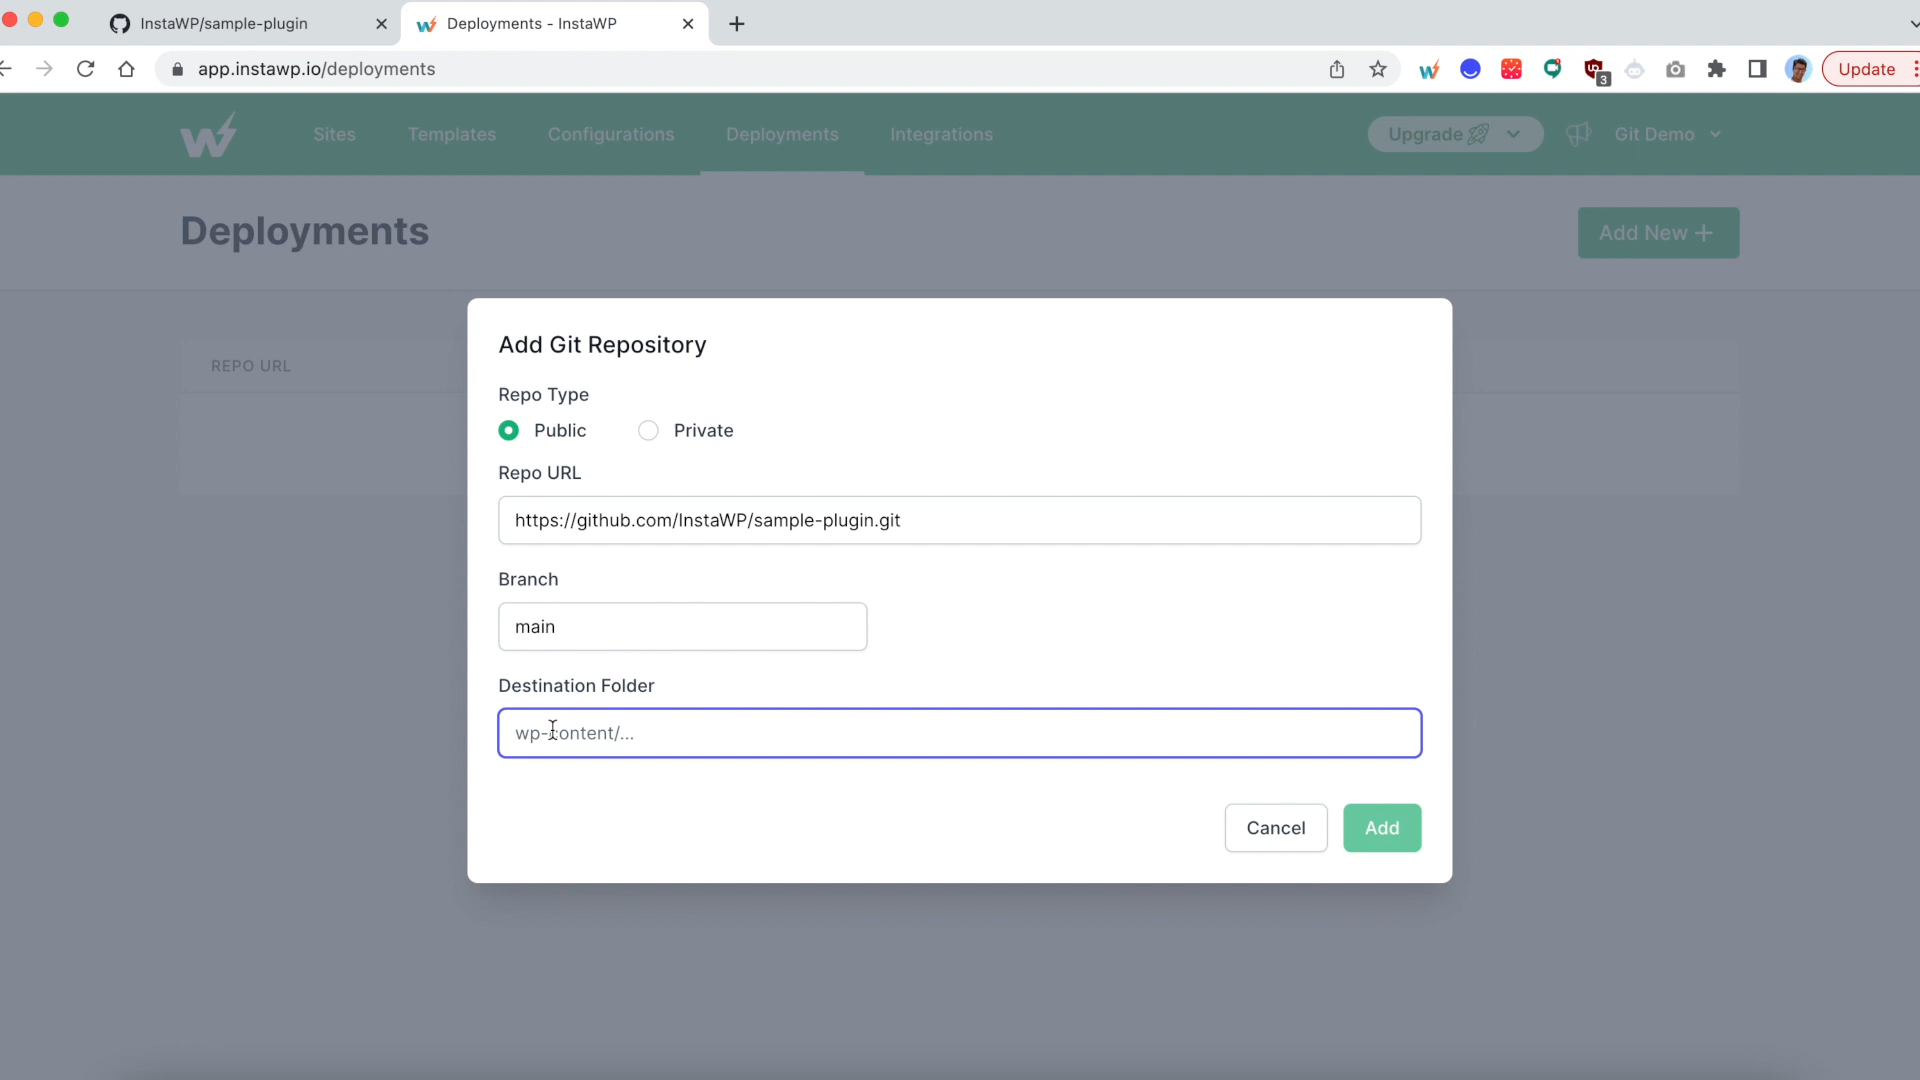 InstaWP/sample-plugin
Deployments - InstaWP
app.instawp.io/deployments
3
Update
Sites
Templates
Configurations
Deployments
Integrations
Upgrade
Git Demo
Deployments
Add New +
REPO URL
Add Git Repository
Repo Type
Public
Private
Repo URL
https://github.com/InstaWP/sample-plugin.git
Branch
main
Destination Folder
wp-content/...
Cancel
Add